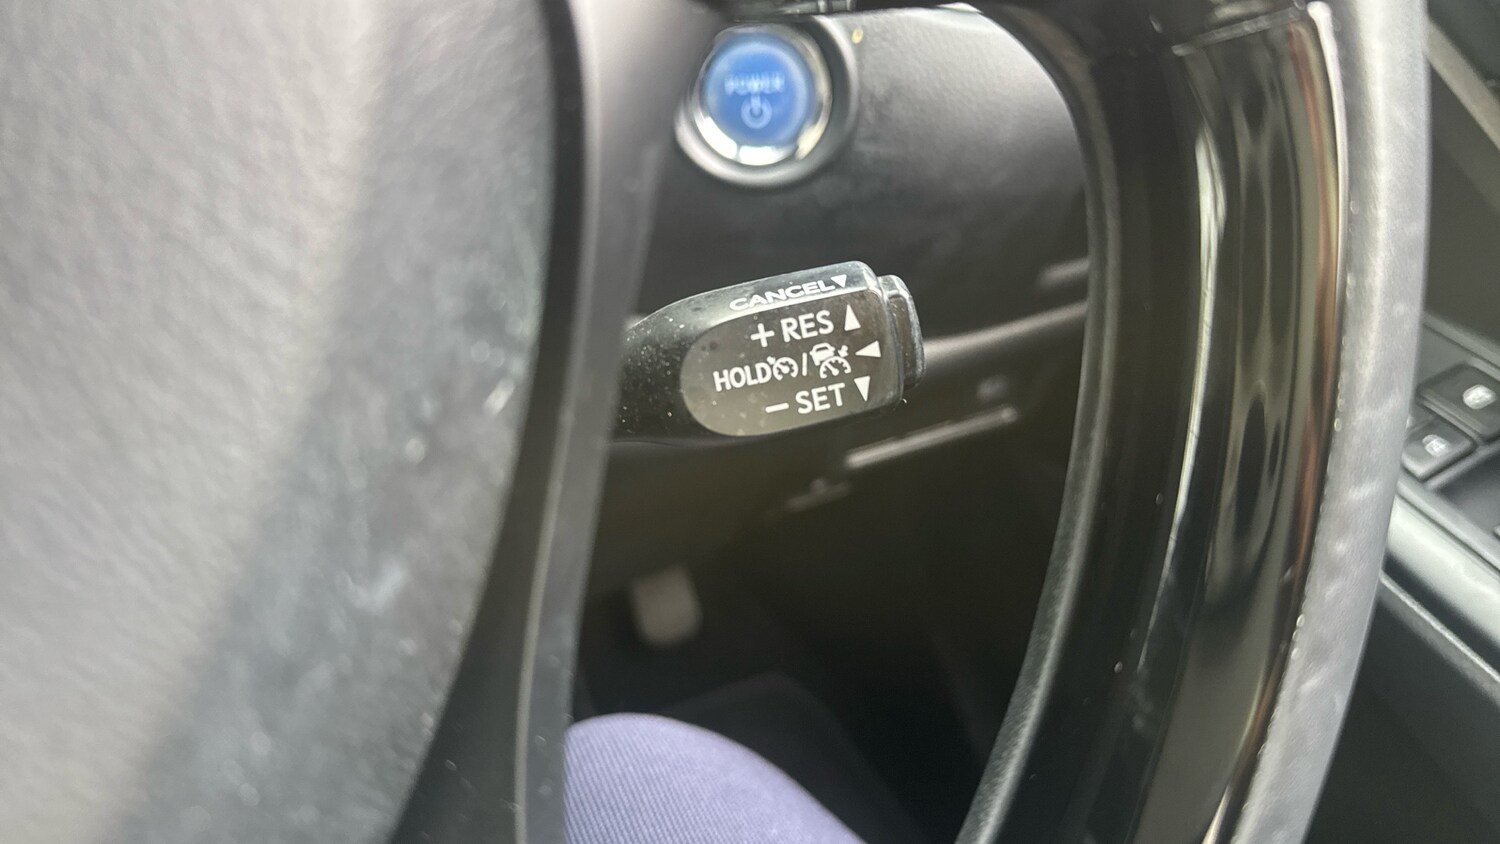 POWER
CANCEL▼
+ RES ▲
HOLD / ◀
− SET ▼